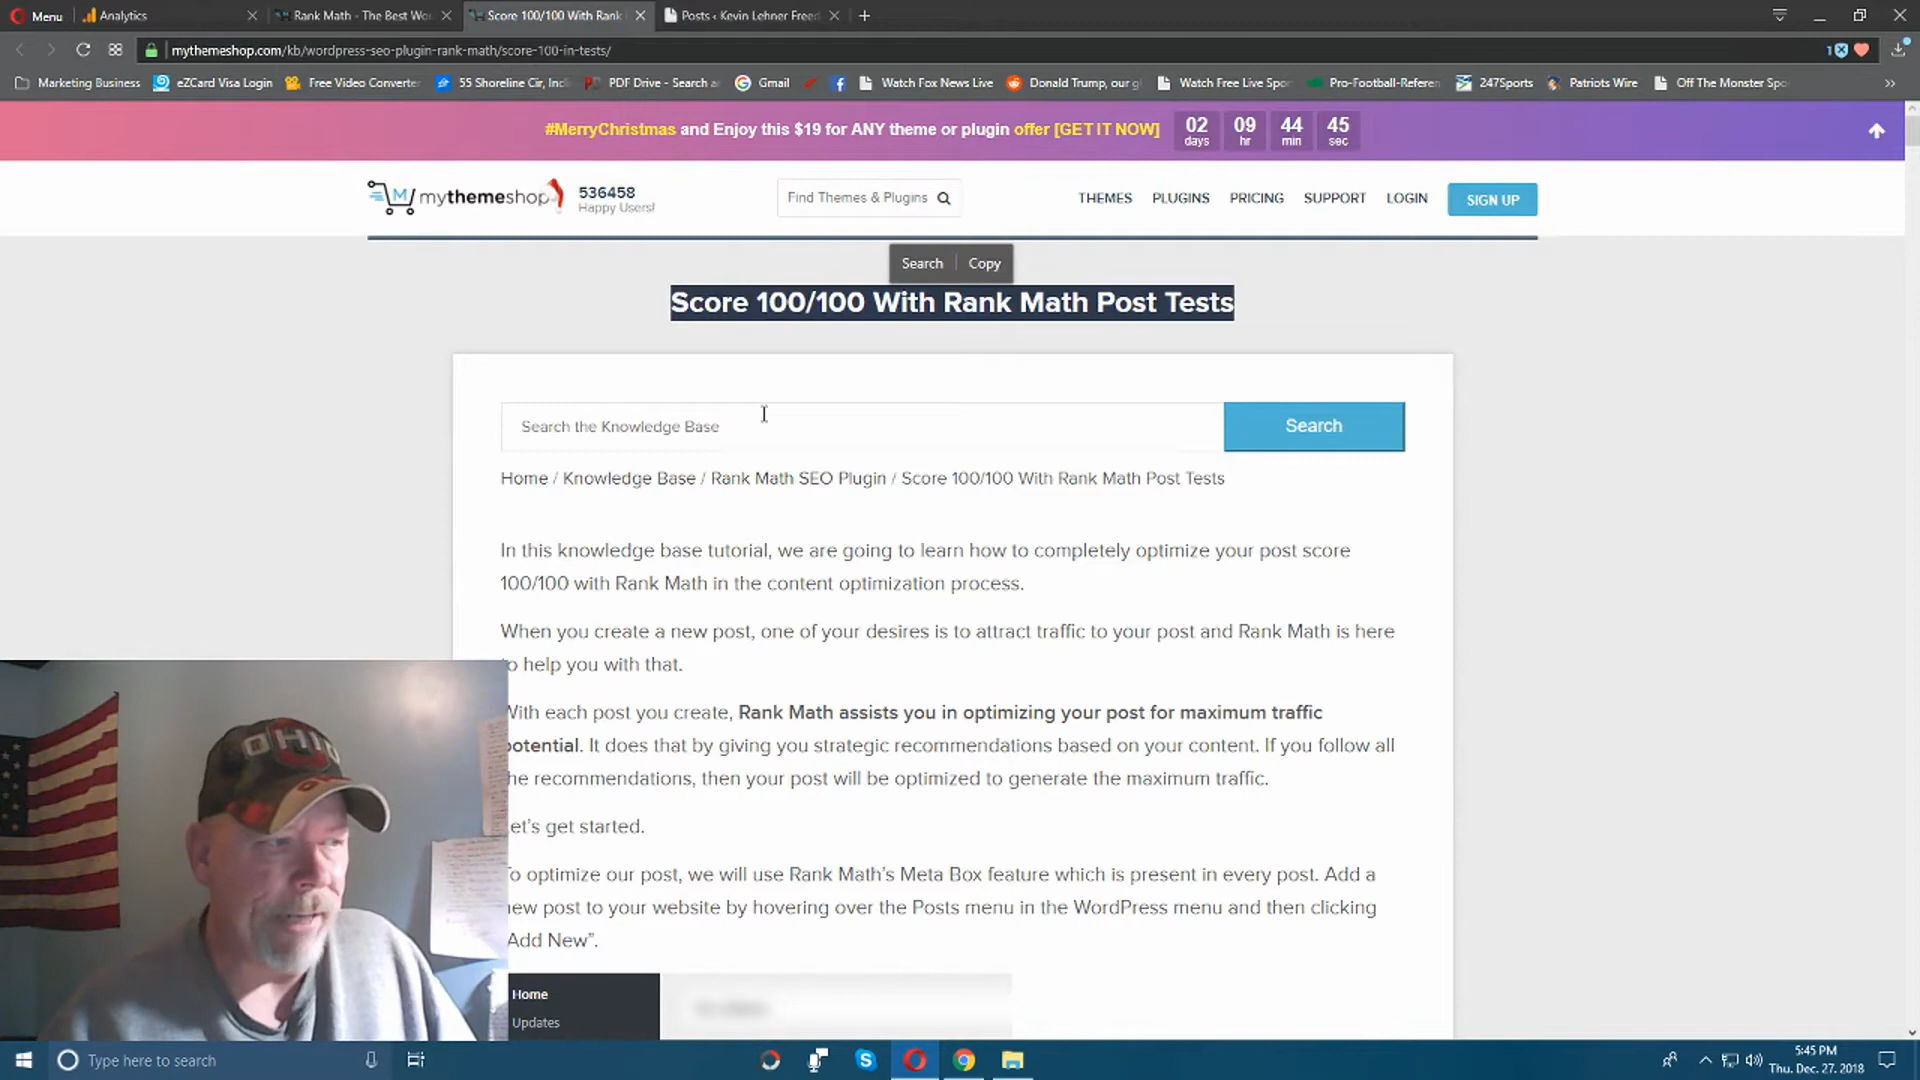 Menu
Analytics
Rank Math - The Best Wo
Score 100/100 With Rank
Posts ‹ Kevin Lehner Freed
mythemeshop.com/kb/wordpress-seo-plugin-rank-math/score-100-in-tests/
1
Marketing Business
eZCard Visa Login
Free Video Converte
55 Shoreline Cir, Inc
PDF Drive - Search a
Gmail
Watch Fox News Live
Donald Trump, our g
Watch Free Live Spo
Pro-Football-Referen
247Sports
Patriots Wire
Off The Monster Spo
»
#MerryChristmas and Enjoy this $19 for ANY theme or plugin offer [GET IT NOW]
02 09 44 45
days hr min sec
mythemeshop
536458
Happy Users!
Find Themes & Plugins
THEMES PLUGINS PRICING SUPPORT LOGIN SIGN UP
Search Copy
Score 100/100 With Rank Math Post Tests
Search the Knowledge Base
Search
Home / Knowledge Base / Rank Math SEO Plugin / Score 100/100 With Rank Math Post Tests
In this knowledge base tutorial, we are going to learn how to completely optimize your post score
100/100 with Rank Math in the content optimization process.
When you create a new post, one of your desires is to attract traffic to your post and Rank Math is here
to help you with that.
With each post you create, Rank Math assists you in optimizing your post for maximum traffic
potential. It does that by giving you strategic recommendations based on your content. If you follow all
he recommendations, then your post will be optimized to generate the maximum traffic.
et's get started.
To optimize our post, we will use Rank Math's Meta Box feature which is present in every post. Add a
new post to your website by hovering over the Posts menu in the WordPress menu and then clicking
Add New”.
Home
Updates
OHIO
Type here to search
5:45 PM
Thu. Dec. 27. 2018